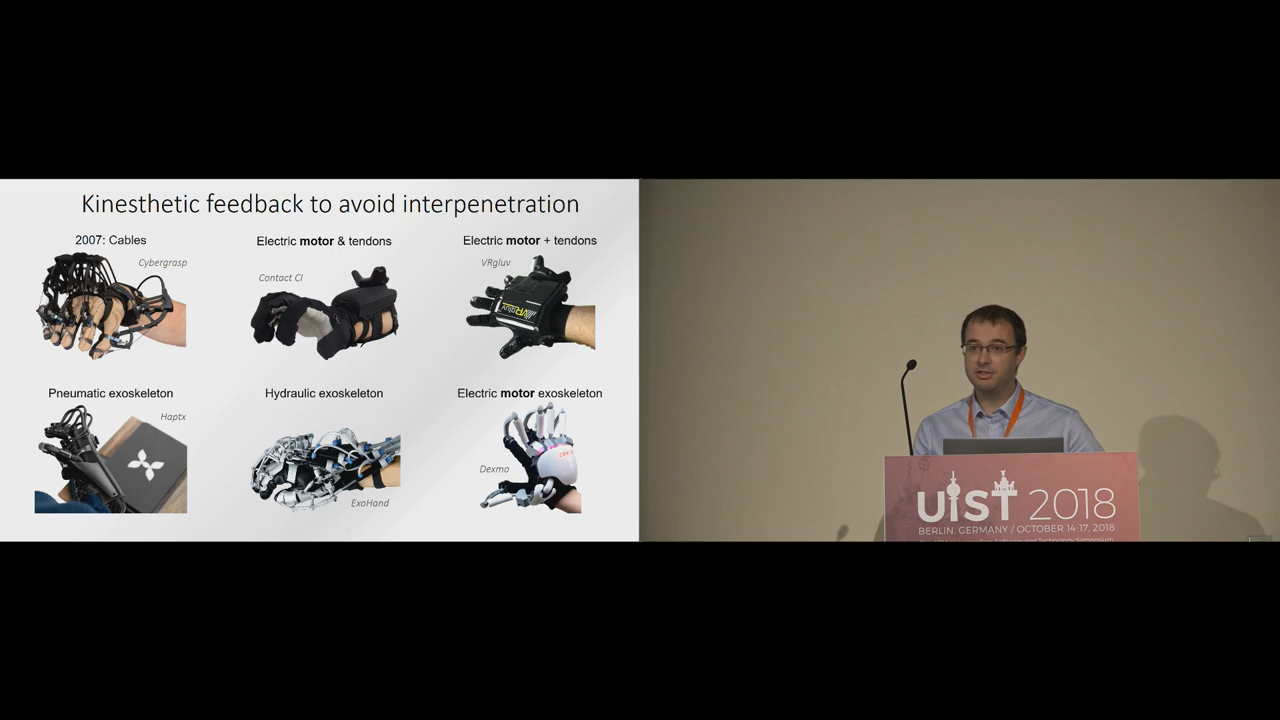 Kinesthetic feedback to avoid interpenetration
2007: Cables
Cybergrasp
Electric motor & tendons
Contact CI
Electric motor + tendons
VRgluv
Pneumatic exoskeleton
Haptx
Hydraulic exoskeleton
ExoHand
Electric motor exoskeleton
Dexmo
UIST 2018
BERLIN, GERMANY / OCTOBER 14-17, 2018